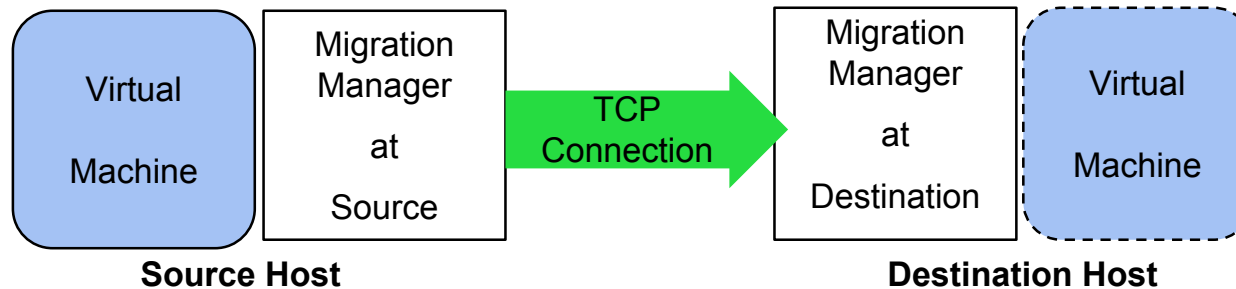 Virtual
Machine
Migration
Manager
at
Source
TCP
Connection
Migration
Manager
at
Destination
Virtual
Machine
Source Host
Destination Host